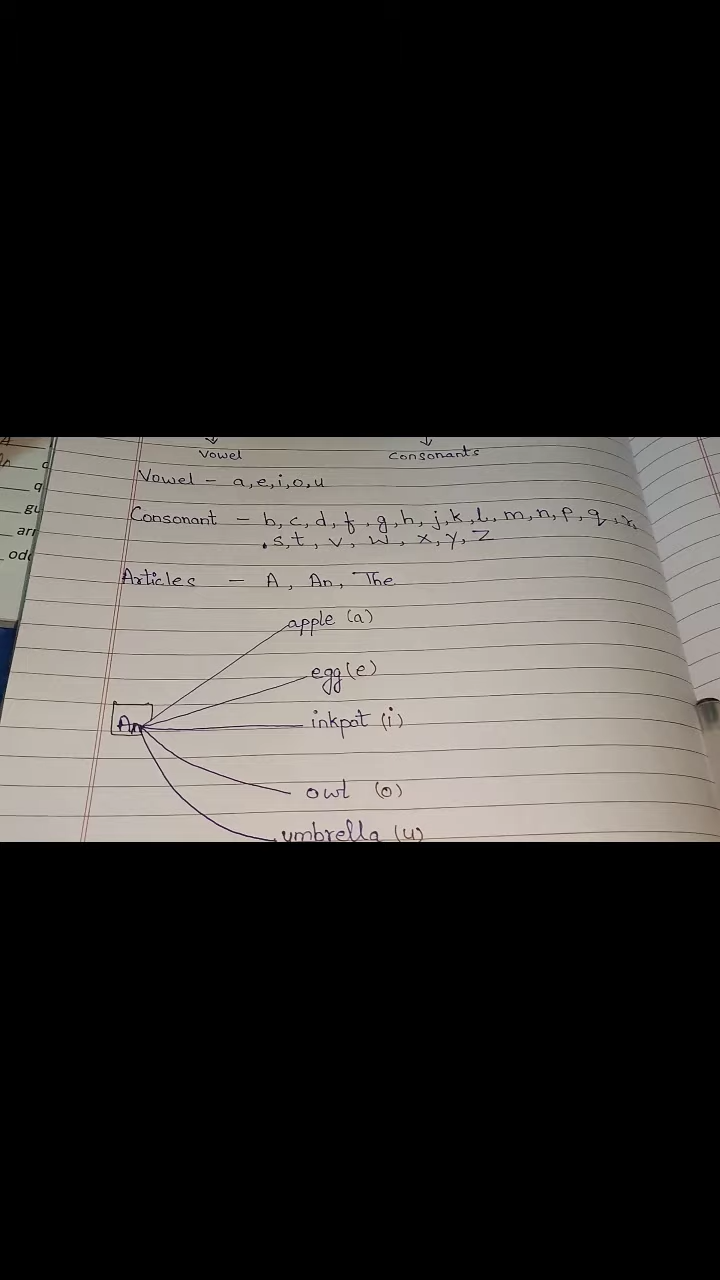 ↓ ↓
Vowel Consonants
Vowel - a,e,i,o,u
Consonant - b, c, d, f, g, h, j, k, l, m, n, p, q, r,
s, t, v, w, x, y, z
Articles - A, An, The
apple (a)
egg (e)
inkpot (i)
An
owl (o)
umbrella (u)